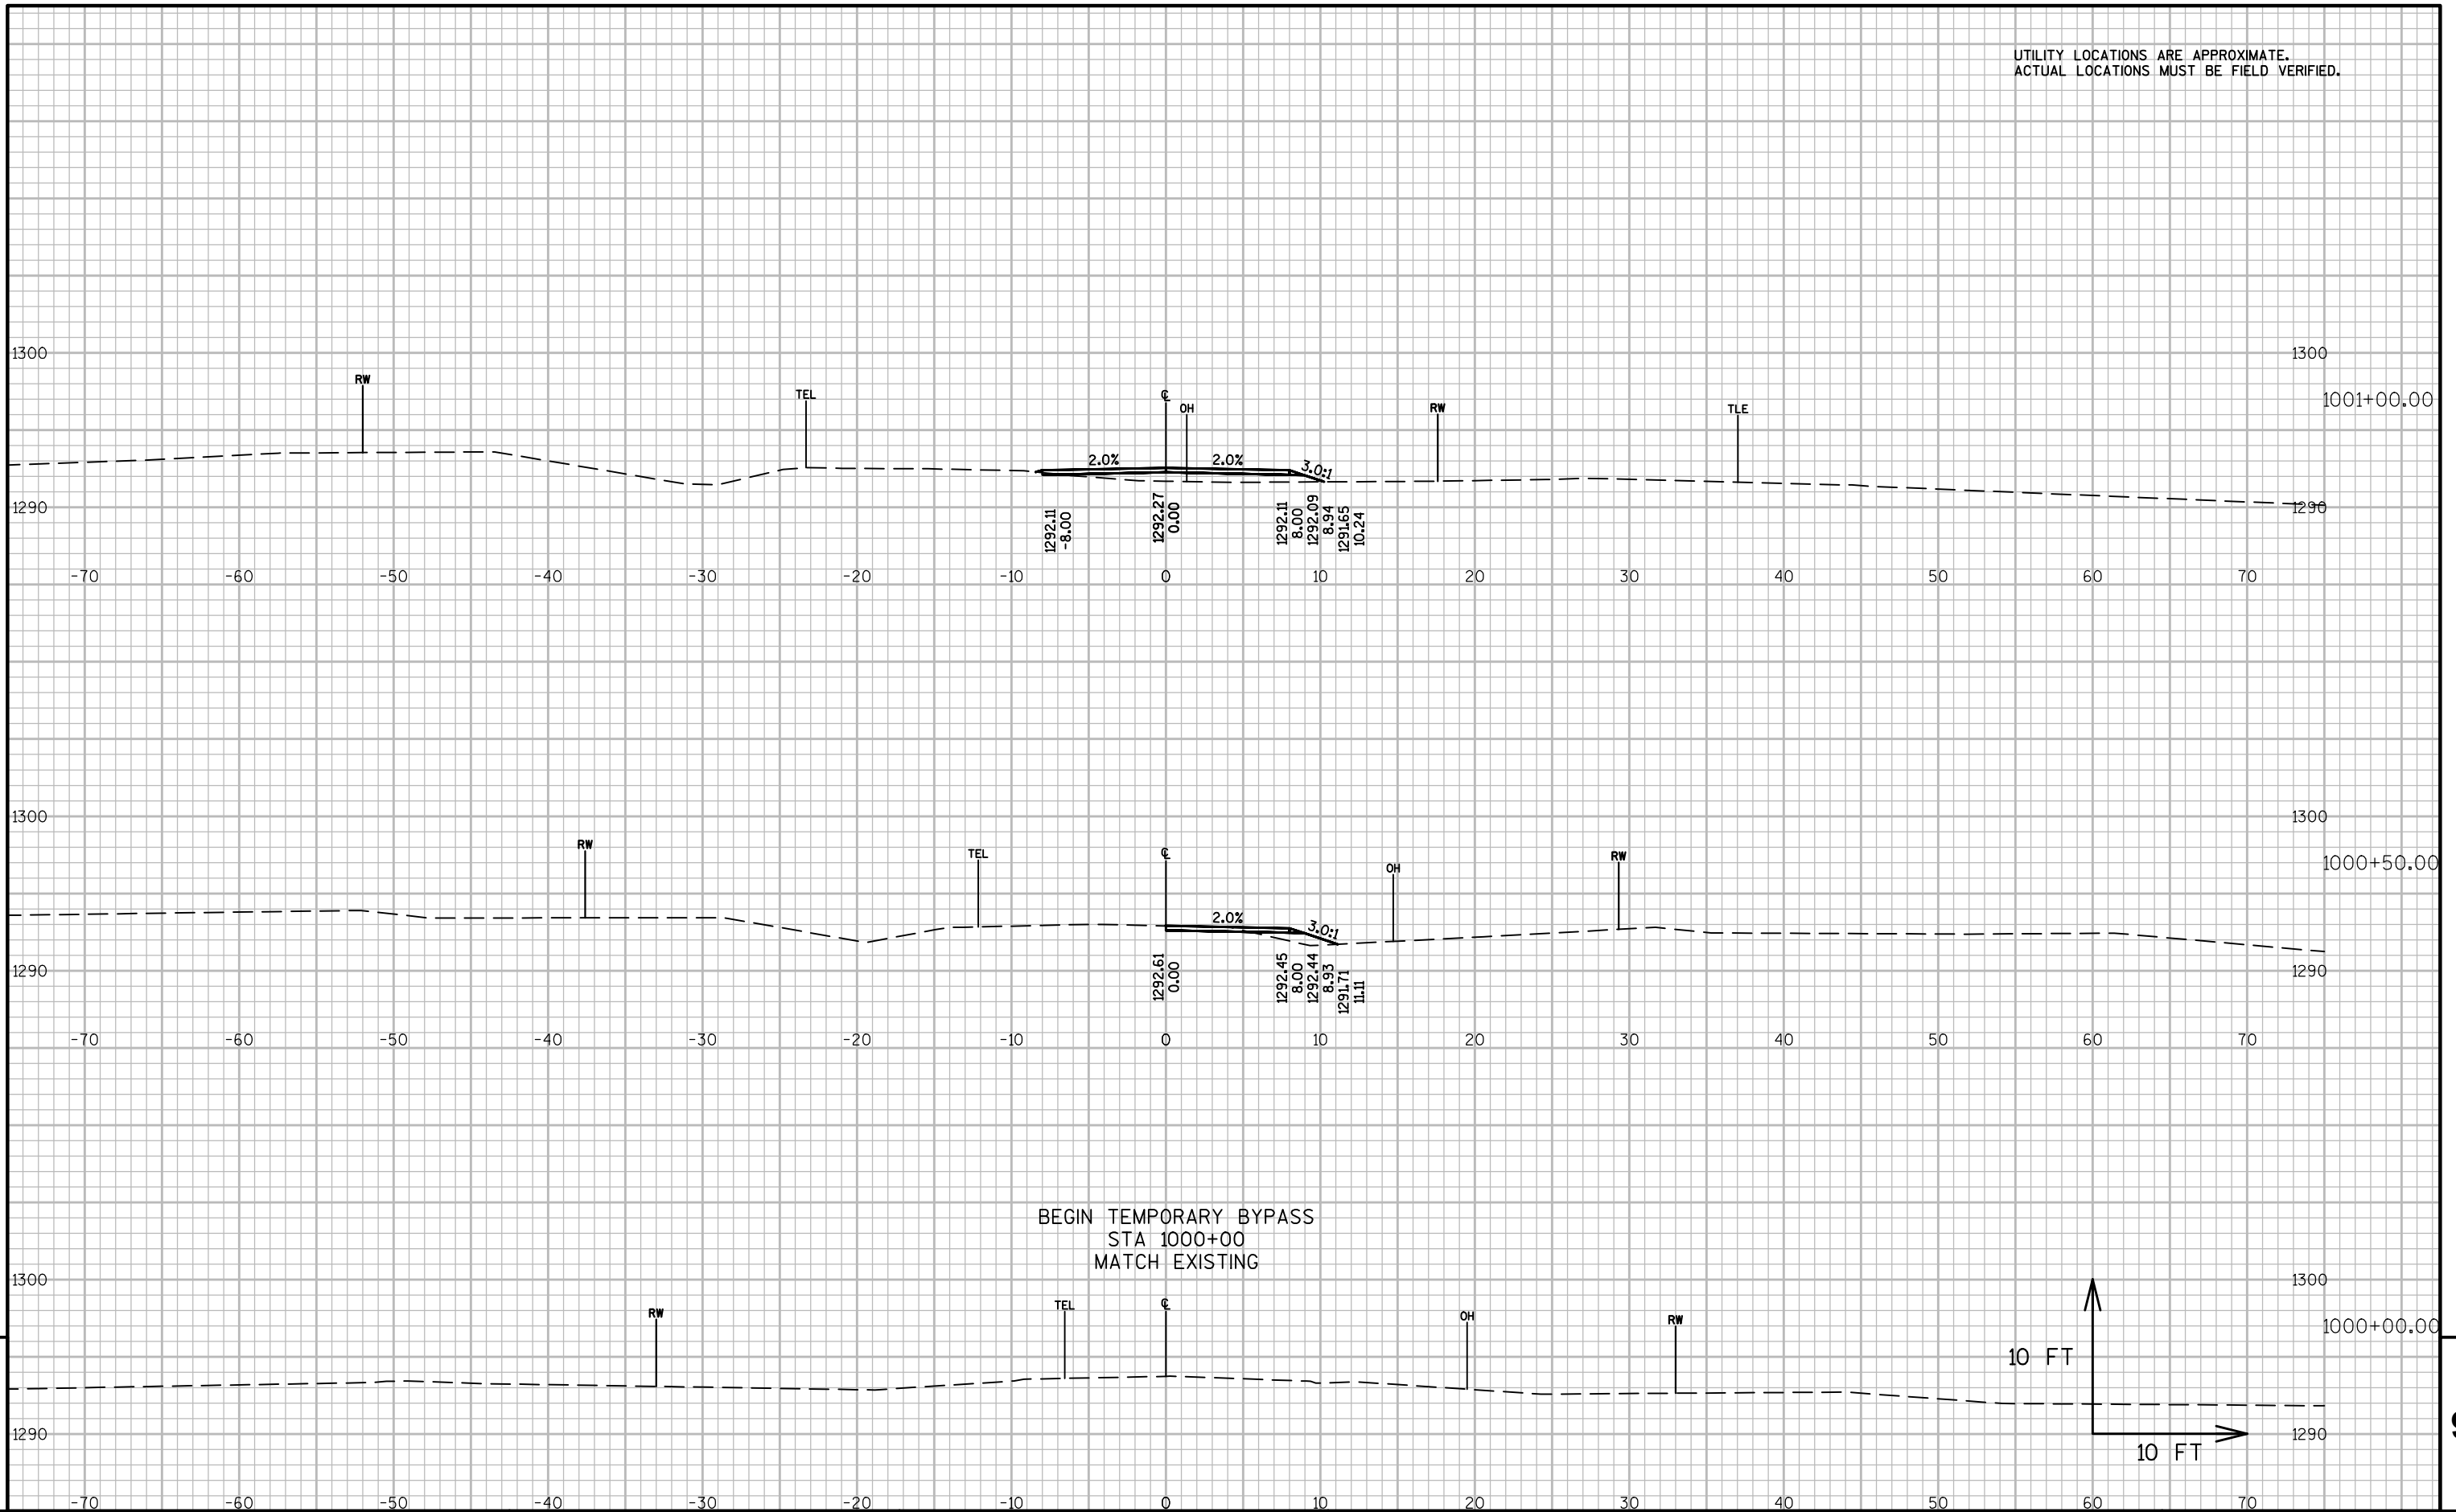 UTILITY LOCATIONS ARE APPROXIMATE.
ACTUAL LOCATIONS MUST BE FIELD VERIFIED.
1300 1300
RW TEL ℄ OH RW TLE 1001+00.00
2.0% 2.0% 3.0:1
1290 1290
1292.11
-8.00
1292.27
0.00
1292.11
8.00
1292.09
8.94
1291.65
10.24
-70 -60 -50 -40 -30 -20 -10 0 10 20 30 40 50 60 70
1300 1300
RW TEL ℄ OH RW 1000+50.00
2.0% 3.0:1
1290 1290
1292.61
0.00
1292.45
8.00
1292.44
8.93
1291.71
11.11
-70 -60 -50 -40 -30 -20 -10 0 10 20 30 40 50 60 70
BEGIN TEMPORARY BYPASS
STA 1000+00
MATCH EXISTING
1300 1300
RW TEL ℄ OH RW 1000+00.00
10 FT
1290 1290
10 FT
-70 -60 -50 -40 -30 -20 -10 0 10 20 30 40 50 60 70